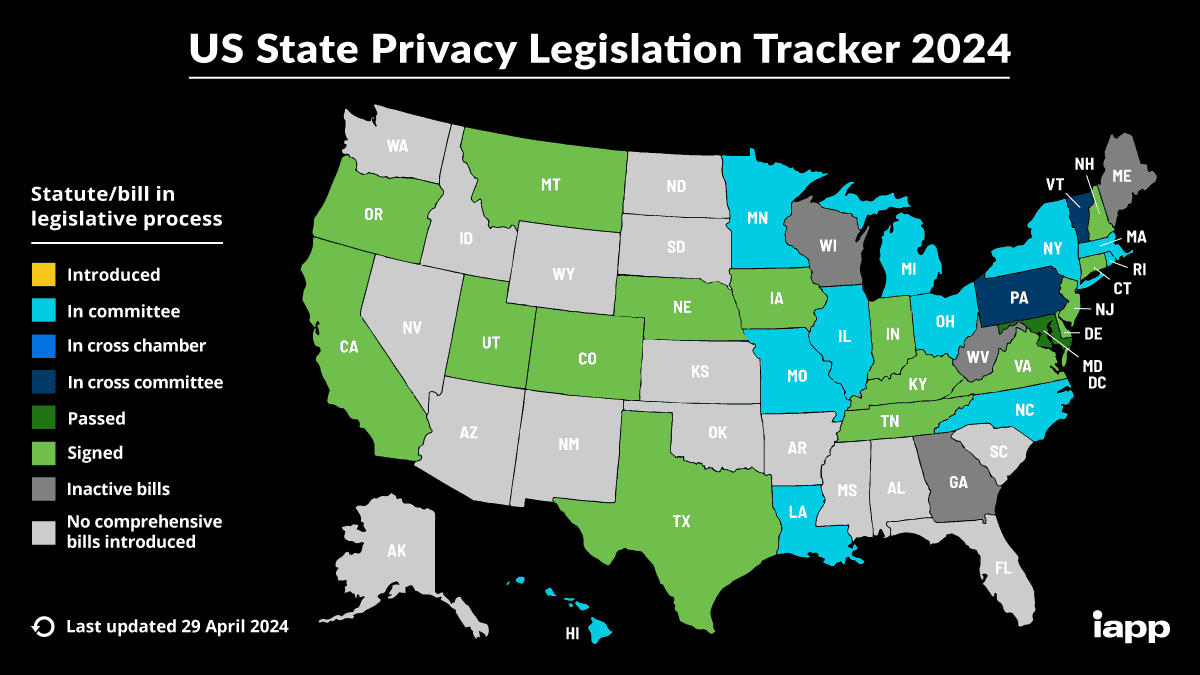 US State Privacy Legislation Tracker 2024
Statute/bill in
legislative process
Introduced
In committee
In cross chamber
In cross committee
Passed
Signed
Inactive bills
No comprehensive
bills introduced
Last updated 29 April 2024
WA
OR
CA
ID
NV
MT
WY
UT
AZ
CO
NM
ND
SD
NE
KS
OK
TX
MN
IA
MO
AR
LA
WI
IL
MI
IN
OH
KY
TN
MS
AL
GA
FL
SC
NC
VA
WV
PA
NY
VT
NH
ME
MA
RI
CT
NJ
DE
MD
DC
AK
HI
iapp